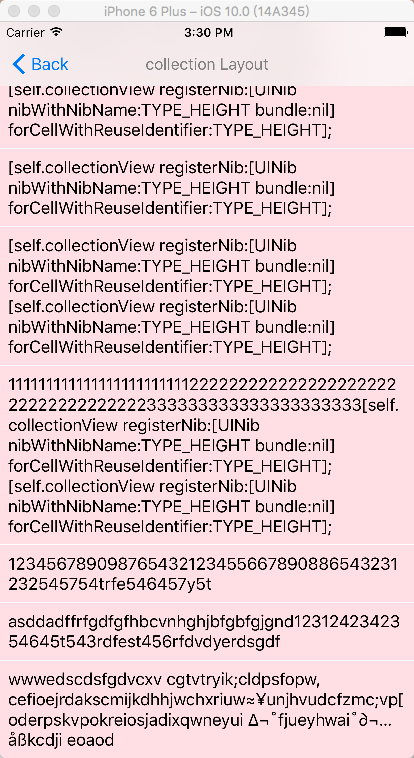 iPhone 6 Plus – iOS 10.0 (14A345)
Carrier 3:30 PM
Back collection Layout
[self.collectionView registerNib:[UINib
nibWithNibName:TYPE_HEIGHT bundle:nil]
forCellWithReuseIdentifier:TYPE_HEIGHT];
[self.collectionView registerNib:[UINib
nibWithNibName:TYPE_HEIGHT bundle:nil]
forCellWithReuseIdentifier:TYPE_HEIGHT];
[self.collectionView registerNib:[UINib
nibWithNibName:TYPE_HEIGHT bundle:nil]
forCellWithReuseIdentifier:TYPE_HEIGHT];
[self.collectionView registerNib:[UINib
nibWithNibName:TYPE_HEIGHT bundle:nil]
forCellWithReuseIdentifier:TYPE_HEIGHT];
1111111111111111111111111122222222222222222222
2222222222222233333333333333333333[self.
collectionView registerNib:[UINib
nibWithNibName:TYPE_HEIGHT bundle:nil]
forCellWithReuseIdentifier:TYPE_HEIGHT];
[self.collectionView registerNib:[UINib
nibWithNibName:TYPE_HEIGHT bundle:nil]
forCellWithReuseIdentifier:TYPE_HEIGHT];
123456789098765432123455667890886543231
232545754trfe546457y5t
asddadffrfgdfgfhbcvnhghjbfgbfgjgnd12312423423
54645t543rdfest456rfdvdyerdsgdf
wwwedscdsfgdvcxv cgtvtryik;cldpsfopw,
cefioejrdakscmijkdhhjwchxriuw≈¥unjhvudcfzmc;vp[
oderpskvpokreiosjadixqwneyui ∆¬˚fjueyhwai˚∂¬…
åßkcdji eoaod